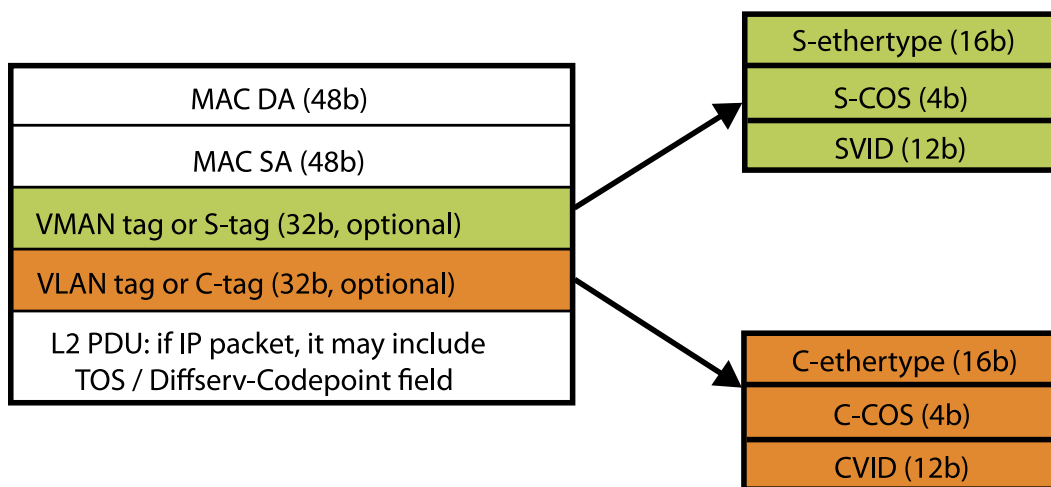 MAC DA (48b)
MAC SA (48b)
VMAN tag or S-tag (32b, optional)
VLAN tag or C-tag (32b, optional)
L2 PDU: if IP packet, it may include
TOS / Diffserv-Codepoint field
S-ethertype (16b)
S-COS (4b)
SVID (12b)
C-ethertype (16b)
C-COS (4b)
CVID (12b)